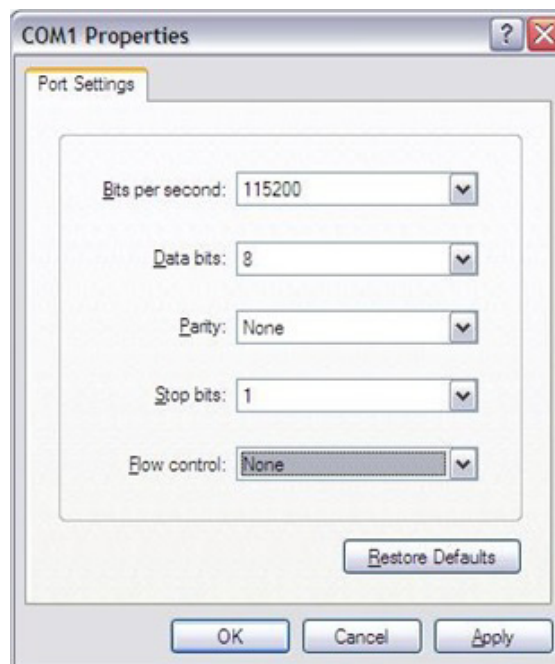 COM1 Properties
Port Settings
Bits per second: 115200
Data bits: 8
Parity: None
Stop bits: 1
Flow control: None
Restore Defaults
OK Cancel Apply